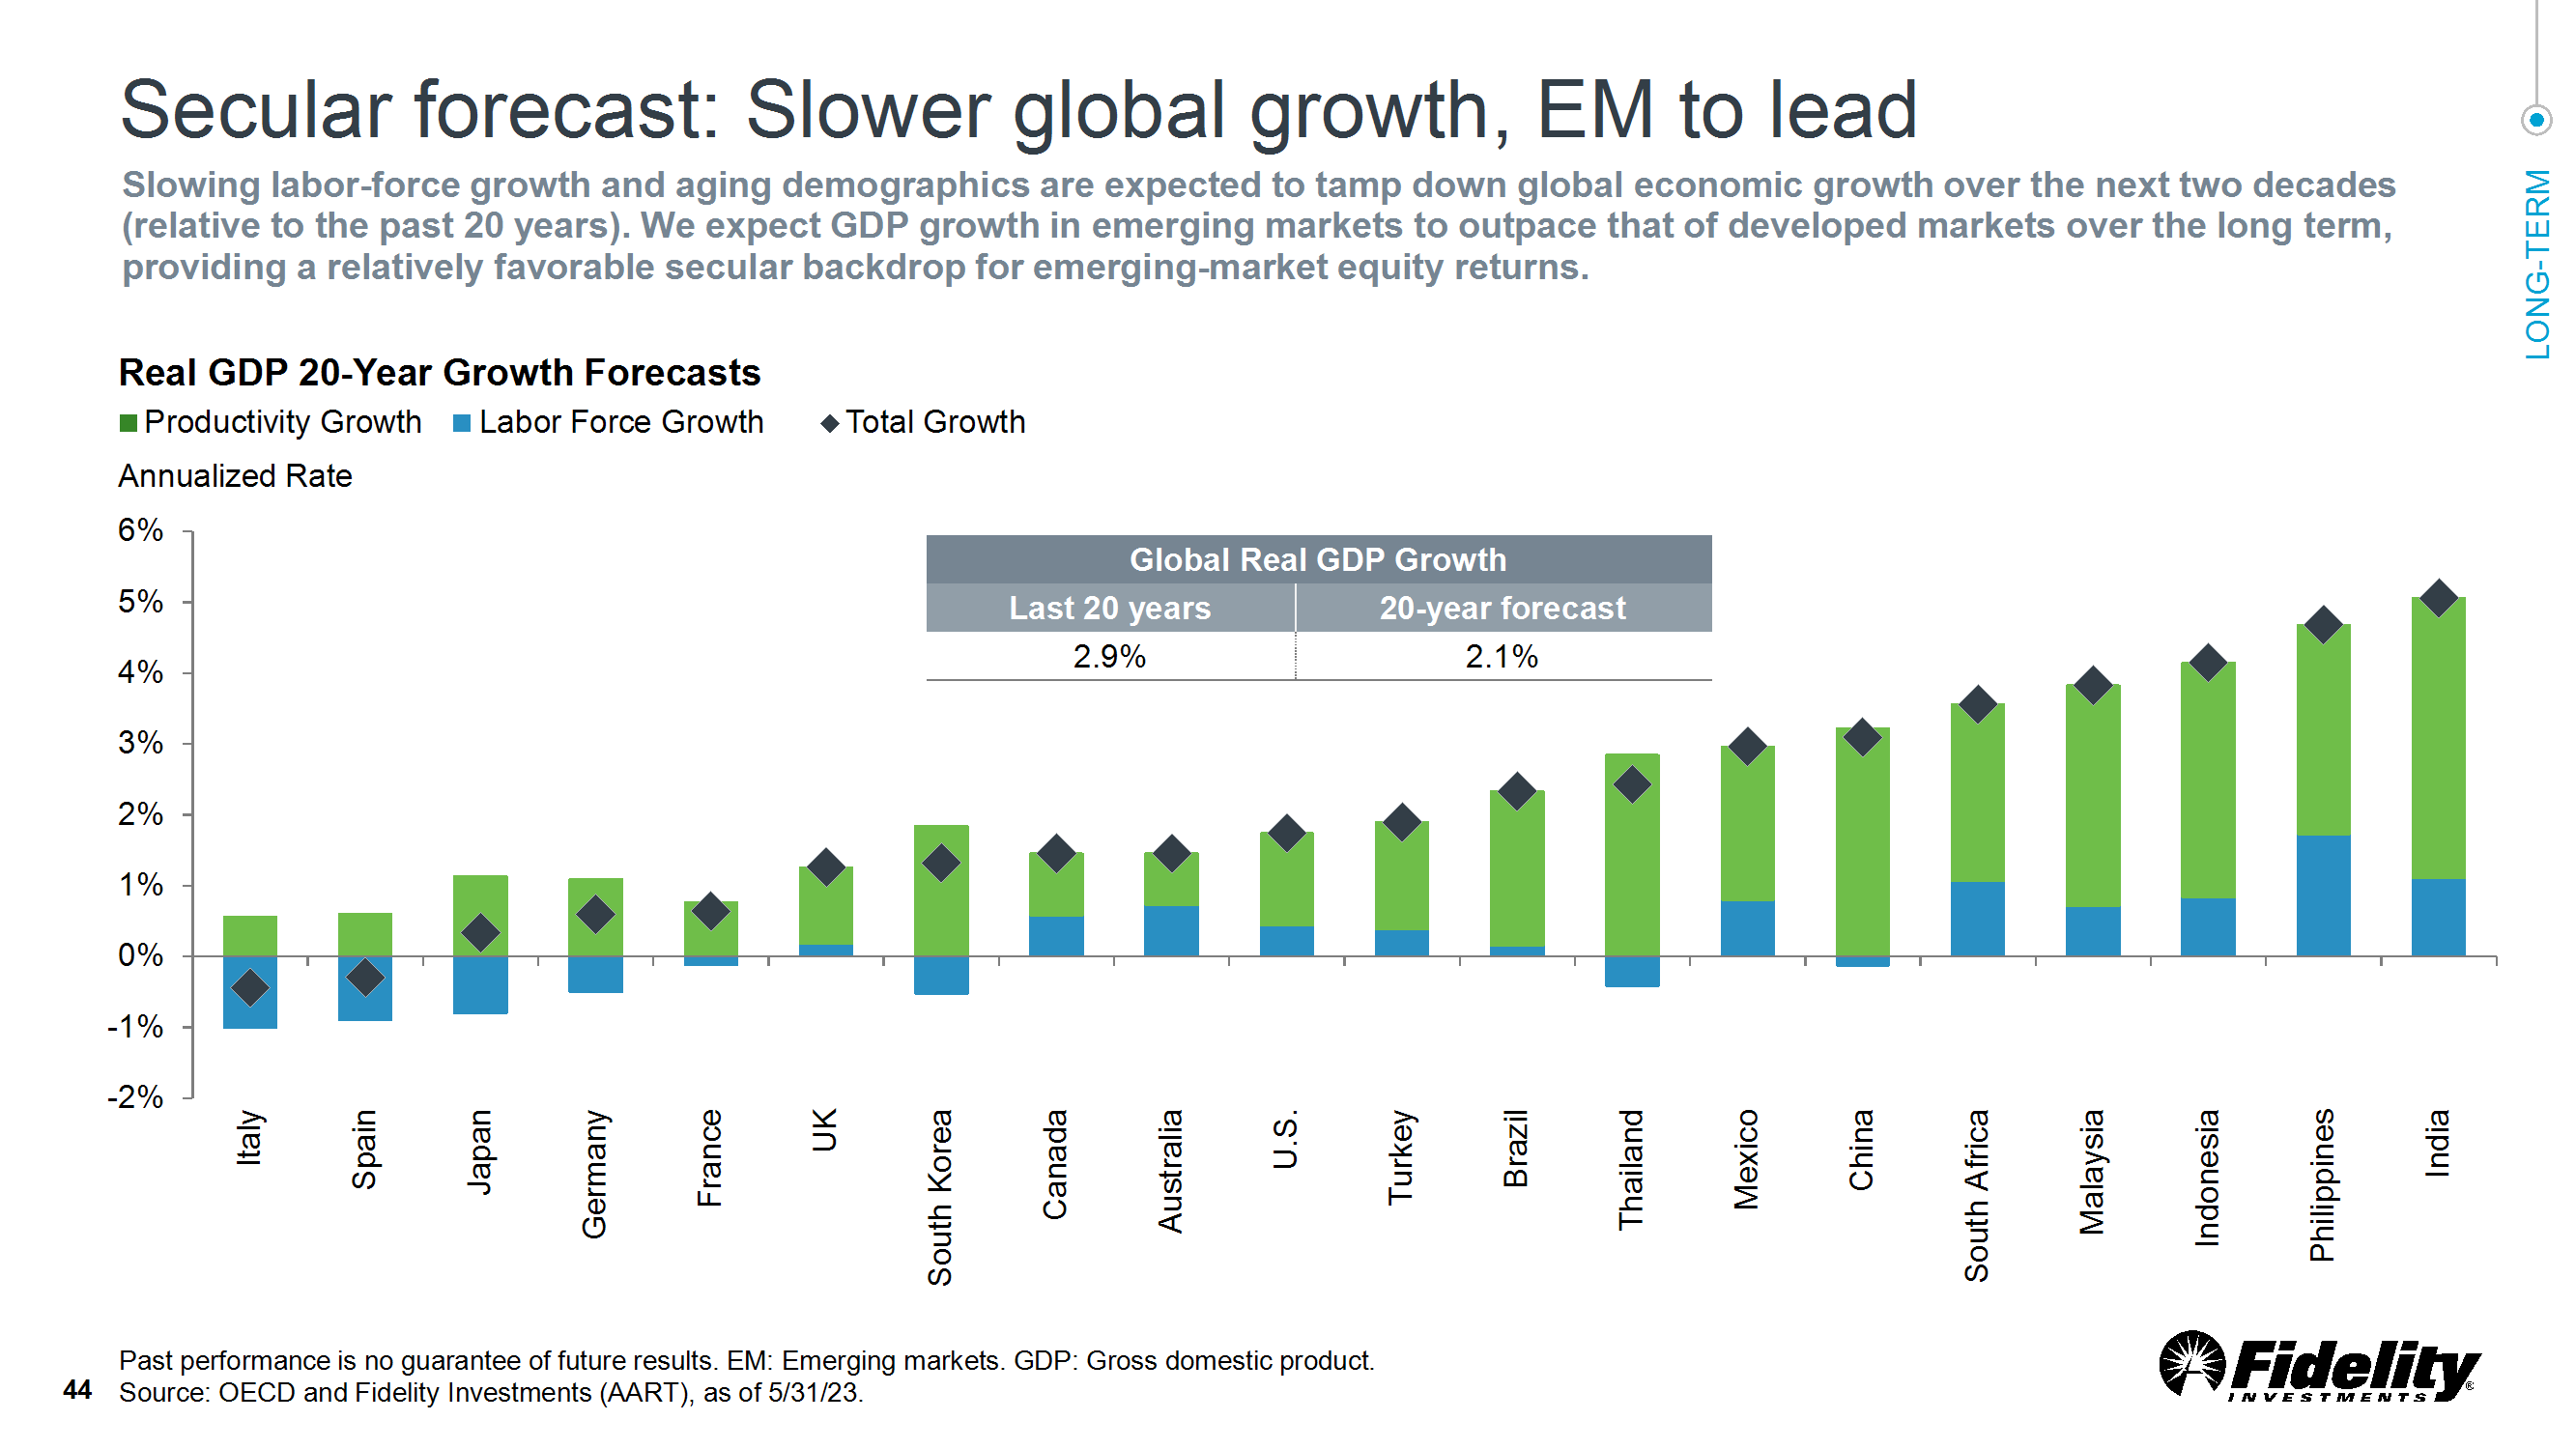 Secular forecast: Slower global growth, EM to lead
Slowing labor-force growth and aging demographics are expected to tamp down global economic growth over the next two decades
(relative to the past 20 years). We expect GDP growth in emerging markets to outpace that of developed markets over the long term,
providing a relatively favorable secular backdrop for emerging-market equity returns.
LONG-TERM
Real GDP 20-Year Growth Forecasts
Productivity Growth Labor Force Growth Total Growth
Annualized Rate
6%
5%
4%
3%
2%
1%
0%
-1%
-2%
Global Real GDP Growth
Last 20 years 20-year forecast
2.9% 2.1%
Italy
Spain
Japan
Germany
France
UK
South Korea
Canada
Australia
U.S.
Turkey
Brazil
Thailand
Mexico
China
South Africa
Malaysia
Indonesia
Philippines
India
Past performance is no guarantee of future results. EM: Emerging markets. GDP: Gross domestic product.
44 Source: OECD and Fidelity Investments (AART), as of 5/31/23.
Fidelity®
INVESTMENTS